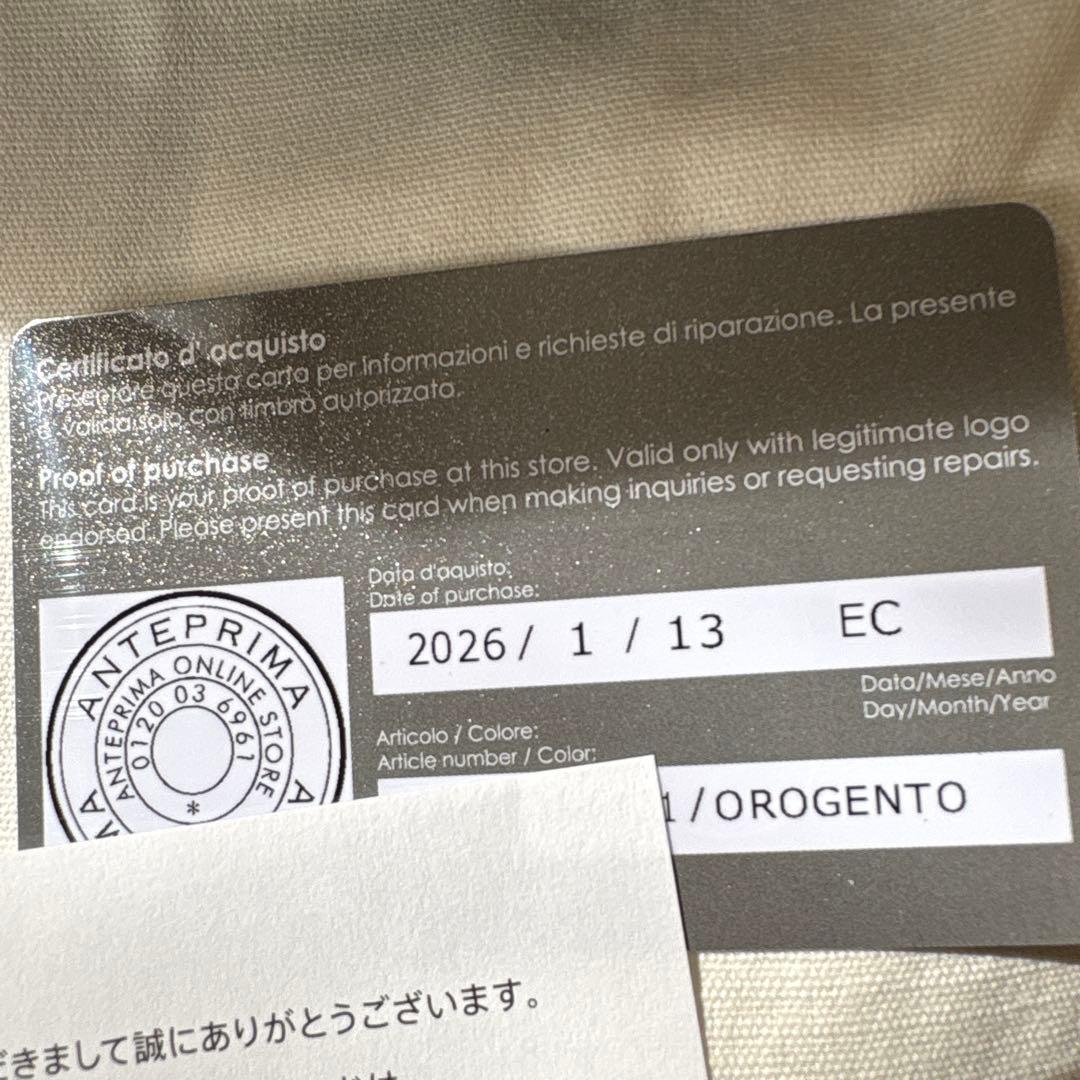 Certificato d' acquisto
presentare questa carta per informazioni e richieste di riparazione. La presente
è valida solo con timbro autorizzato.
Proof of purchase
This card is your proof of purchase at this store. Valid only with legitimate logo
endorsed. Please present this card when making inquiries or requesting repairs.
Data d'aquisto:
Date of purchase:
2026/ 1 / 13 EC
Data/Mese/Anno
Day/Month/Year
ANTEPRIMA
ANTEPRIMA ONLINE STORE
0120 03 6961
*
Articolo / Colore:
Article number / Color:
1/OROGENTO
だきまして誠にありがとうございます。